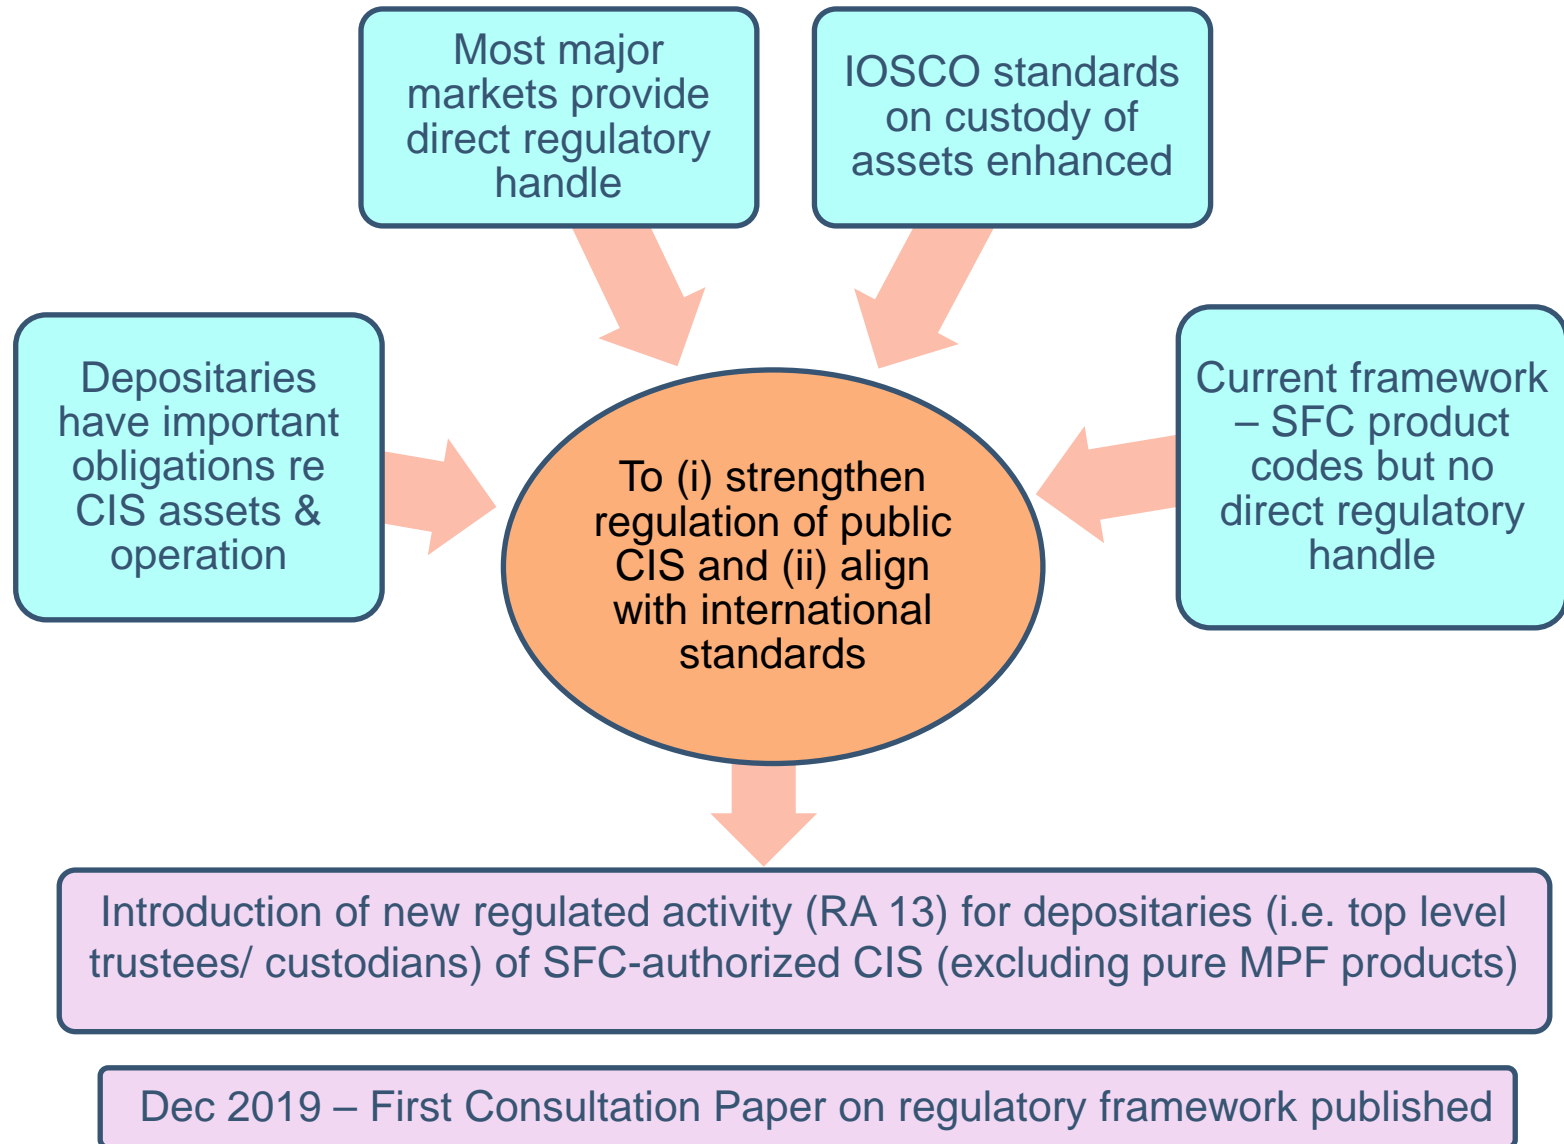 Most major
markets provide
direct regulatory
handle
IOSCO standards
on custody of
assets enhanced
Depositaries
have important
obligations re
CIS assets &
operation
Current framework
– SFC product
codes but no
direct regulatory
handle
To (i) strengthen
regulation of public
CIS and (ii) align
with international
standards
Introduction of new regulated activity (RA 13) for depositaries (i.e. top level
trustees/ custodians) of SFC-authorized CIS (excluding pure MPF products)
Dec 2019 – First Consultation Paper on regulatory framework published